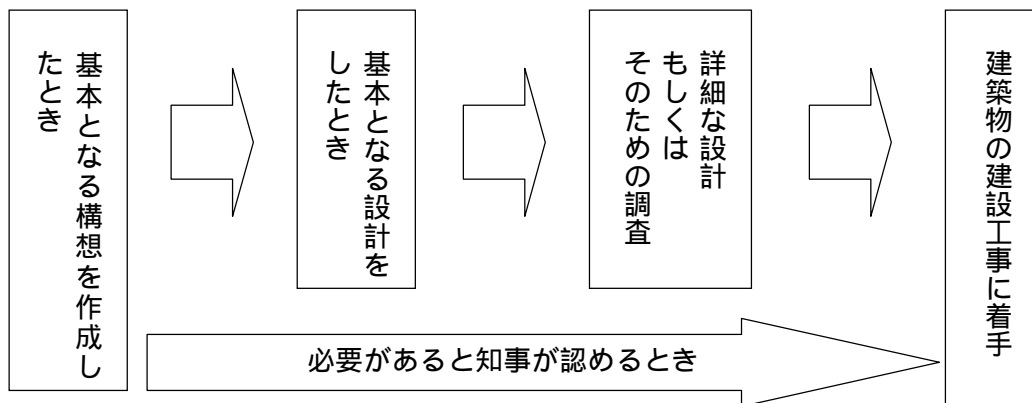 基本となる構想を作成し
たとき
基本となる設計を
したとき
詳細な設計
もしくは
そのための調査
建築物の建設工事に着手
必要があると知事が認めるとき